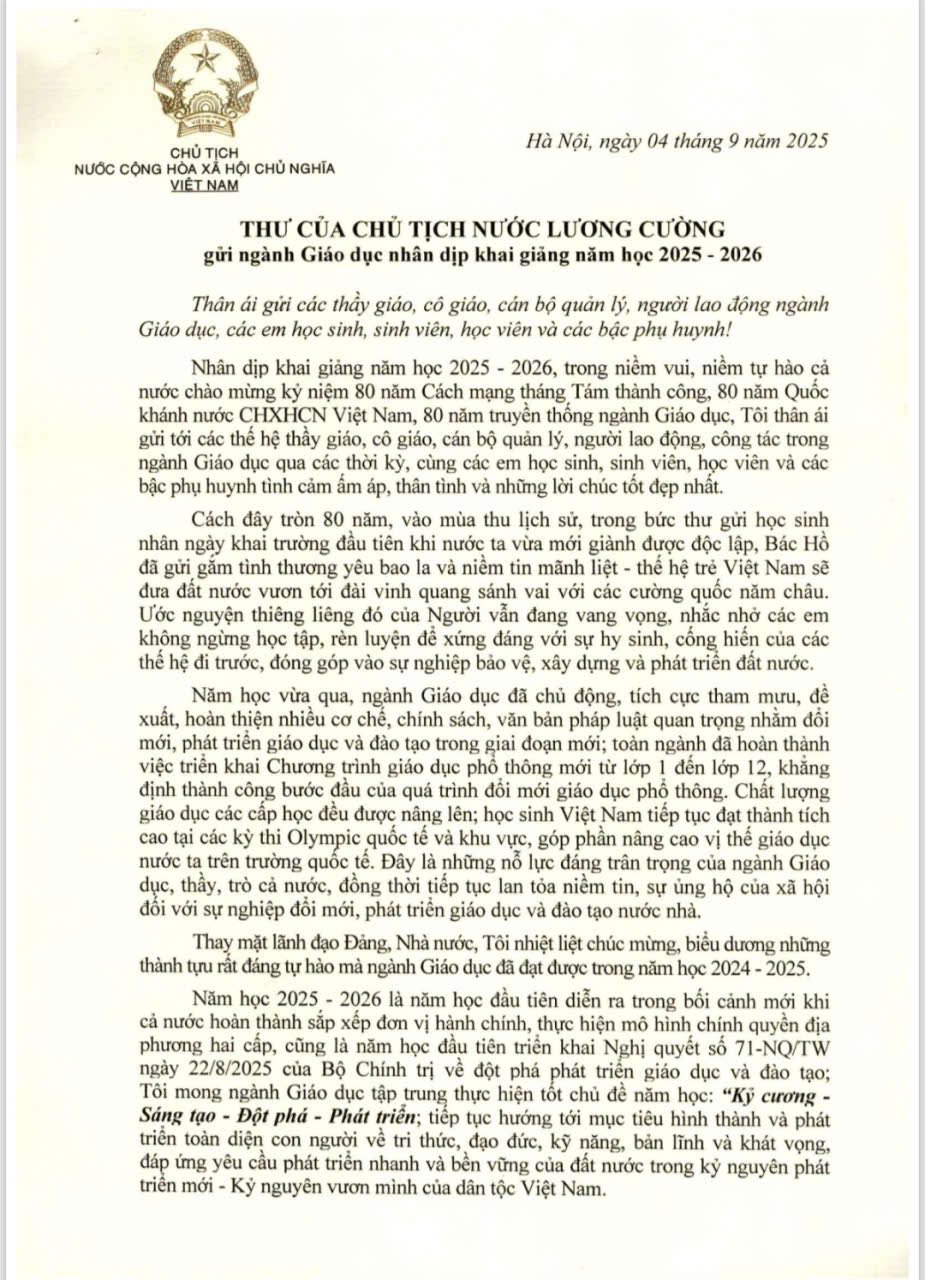 CHỦ TỊCH
NƯỚC CỘNG HÒA XÃ HỘI CHỦ NGHĨA
VIỆT NAM
Hà Nội, ngày 04 tháng 9 năm 2025
THƯ CỦA CHỦ TỊCH NƯỚC LƯƠNG CƯỜNG
gửi ngành Giáo dục nhân dịp khai giảng năm học 2025 - 2026
Thân ái gửi các thầy giáo, cô giáo, cán bộ quản lý, người lao động ngành
Giáo dục, các em học sinh, sinh viên, học viên và các bậc phụ huynh!
Nhân dịp khai giảng năm học 2025 - 2026, trong niềm vui, niềm tự hào cả
nước chào mừng kỷ niệm 80 năm Cách mạng tháng Tám thành công, 80 năm Quốc
khánh nước CHXHCN Việt Nam, 80 năm truyền thống ngành Giáo dục, Tôi thân ái
gửi tới các thế hệ thầy giáo, cô giáo, cán bộ quản lý, người lao động, công tác trong
ngành Giáo dục qua các thời kỳ, cùng các em học sinh, sinh viên, học viên và các
bậc phụ huynh tình cảm ấm áp, thân tình và những lời chúc tốt đẹp nhất.
Cách đây tròn 80 năm, vào mùa thu lịch sử, trong bức thư gửi học sinh
nhân ngày khai trường đầu tiên khi nước ta vừa mới giành được độc lập, Bác Hồ
đã gửi gắm tình thương yêu bao la và niềm tin mãnh liệt - thế hệ trẻ Việt Nam sẽ
đưa đất nước vươn tới đài vinh quang sánh vai với các cường quốc năm châu.
Ước nguyện thiêng liêng đó của Người vẫn đang vang vọng, nhắc nhở các em
không ngừng học tập, rèn luyện để xứng đáng với sự hy sinh, cống hiến của các
thế hệ đi trước, đóng góp vào sự nghiệp bảo vệ, xây dựng và phát triển đất nước.
Năm học vừa qua, ngành Giáo dục đã chủ động, tích cực tham mưu, đề
xuất, hoàn thiện nhiều cơ chế, chính sách, văn bản pháp luật quan trọng nhằm đổi
mới, phát triển giáo dục và đào tạo trong giai đoạn mới; toàn ngành đã hoàn thành
việc triển khai Chương trình giáo dục phổ thông mới từ lớp 1 đến lớp 12, khẳng
định thành công bước đầu của quá trình đổi mới giáo dục phổ thông. Chất lượng
giáo dục các cấp học đều được nâng lên; học sinh Việt Nam tiếp tục đạt thành tích
cao tại các kỳ thi Olympic quốc tế và khu vực, góp phần nâng cao vị thế giáo dục
nước ta trên trường quốc tế. Đây là những nỗ lực đáng trân trọng của ngành Giáo
dục, thầy, trò cả nước, đồng thời tiếp tục lan tỏa niềm tin, sự ủng hộ của xã hội
đối với sự nghiệp đổi mới, phát triển giáo dục và đào tạo nước nhà.
Thay mặt lãnh đạo Đảng, Nhà nước, Tôi nhiệt liệt chúc mừng, biểu dương những
thành tựu rất đáng tự hào mà ngành Giáo dục đã đạt được trong năm học 2024 - 2025.
Năm học 2025 - 2026 là năm học đầu tiên diễn ra trong bối cảnh mới khi
cả nước hoàn thành sắp xếp đơn vị hành chính, thực hiện mô hình chính quyền địa
phương hai cấp, cũng là năm học đầu tiên triển khai Nghị quyết số 71-NQ/TW
ngày 22/8/2025 của Bộ Chính trị về đột phá phát triển giáo dục và đào tạo;
Tôi mong ngành Giáo dục tập trung thực hiện tốt chủ đề năm học: “Kỷ cương -
Sáng tạo - Đột phá - Phát triển; tiếp tục hướng tới mục tiêu hình thành và phát
triển toàn diện con người về tri thức, đạo đức, kỹ năng, bản lĩnh và khát vọng,
đáp ứng yêu cầu phát triển nhanh và bền vững của đất nước trong kỷ nguyên phát
triển mới - Kỷ nguyên vươn mình của dân tộc Việt Nam.